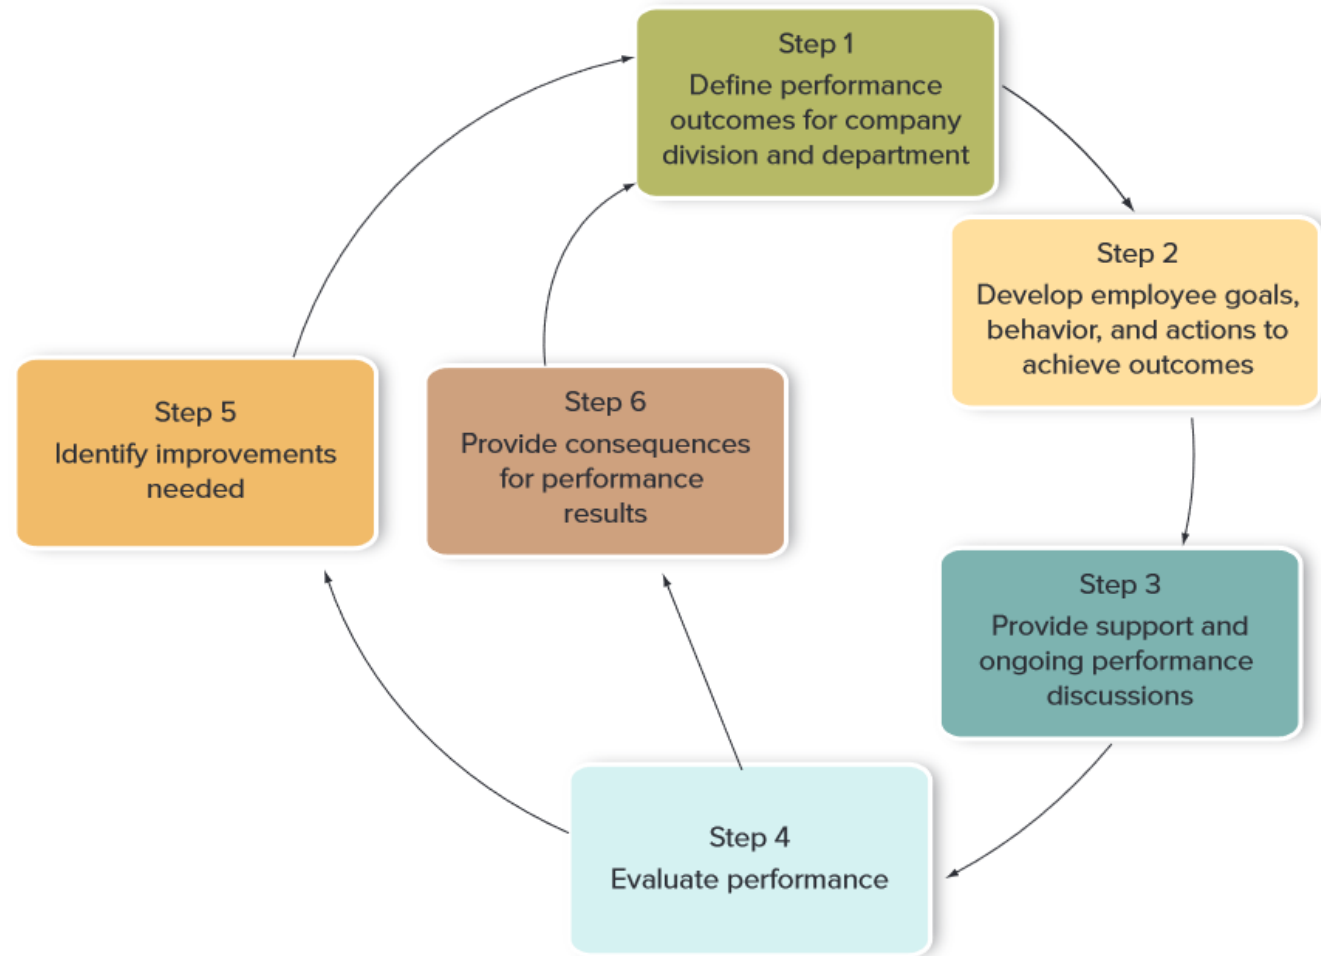 Step 1
Define performance
outcomes for company
division and department
Step 2
Develop employee goals,
behavior, and actions to
achieve outcomes
Step 3
Provide support and
ongoing performance
discussions
Step 4
Evaluate performance
Step 5
Identify improvements
needed
Step 6
Provide consequences
for performance
results